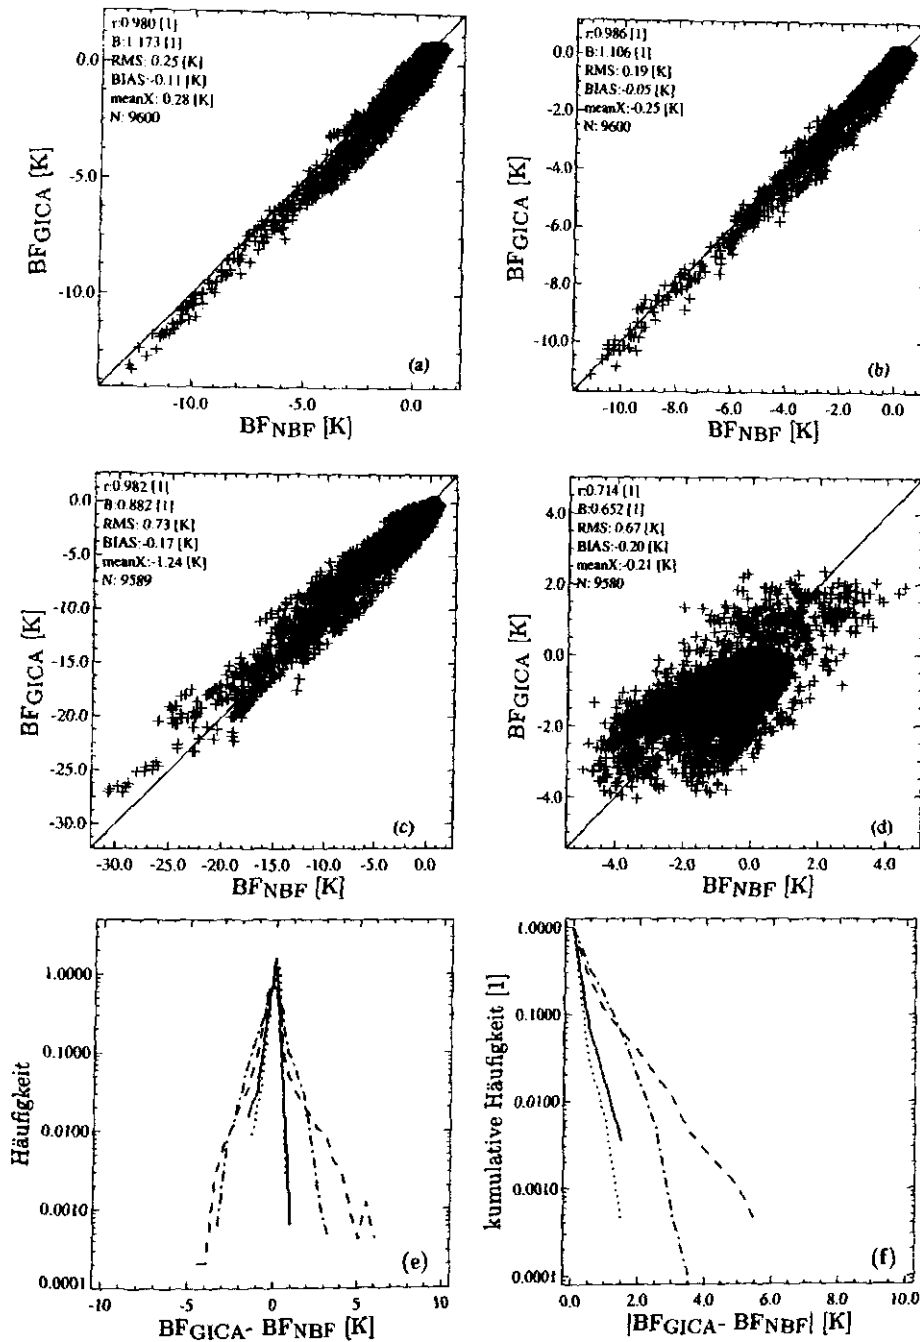 r:0.980 [1]
B:1.173 [1]
RMS: 0.25 [K]
BIAS:-0.11 [K]
meanX: 0.28 [K]
N: 9600
0.0
-5.0
-10.0
BFGICA [K]
(a)
-10.0 -5.0 0.0
BFNBF [K]
r:0.986 [1]
B:1.106 [1]
RMS: 0.19 [K]
BIAS:-0.05 [K]
meanX:-0.25 [K]
N: 9600
0.0
-2.0
-4.0
-6.0
-8.0
-10.0
BFGICA [K]
(b)
-10.0 -8.0 -6.0 -4.0 -2.0 0.0
BFNBF [K]
r:0.982 [1]
B:0.882 [1]
RMS: 0.73 [K]
BIAS:-0.17 [K]
meanX:-1.24 [K]
N: 9589
0.0
-5.0
-10.0
-15.0
-20.0
-25.0
-30.0
BFGICA [K]
(c)
-30.0 -25.0 -20.0 -15.0 -10.0 -5.0 0.0
BFNBF [K]
r:0.714 [1]
B:0.652 [1]
RMS: 0.67 [K]
BIAS:-0.20 [K]
meanX:-0.21 [K]
N: 9580
4.0
2.0
0.0
-2.0
-4.0
BFGICA [K]
(d)
-4.0 -2.0 0.0 2.0 4.0
BFNBF [K]
1.0000
0.1000
0.0100
0.0010
0.0001
Häufigkeit
(e)
-10 -5 0 5 10
BFGICA- BFNBF [K]
1.0000
0.1000
0.0100
0.0010
0.0001
kumulative Häufigkeit [1]
(f)
0.0 2.0 4.0 6.0 8.0 10.0
|BFGICA- BFNBF| [K]